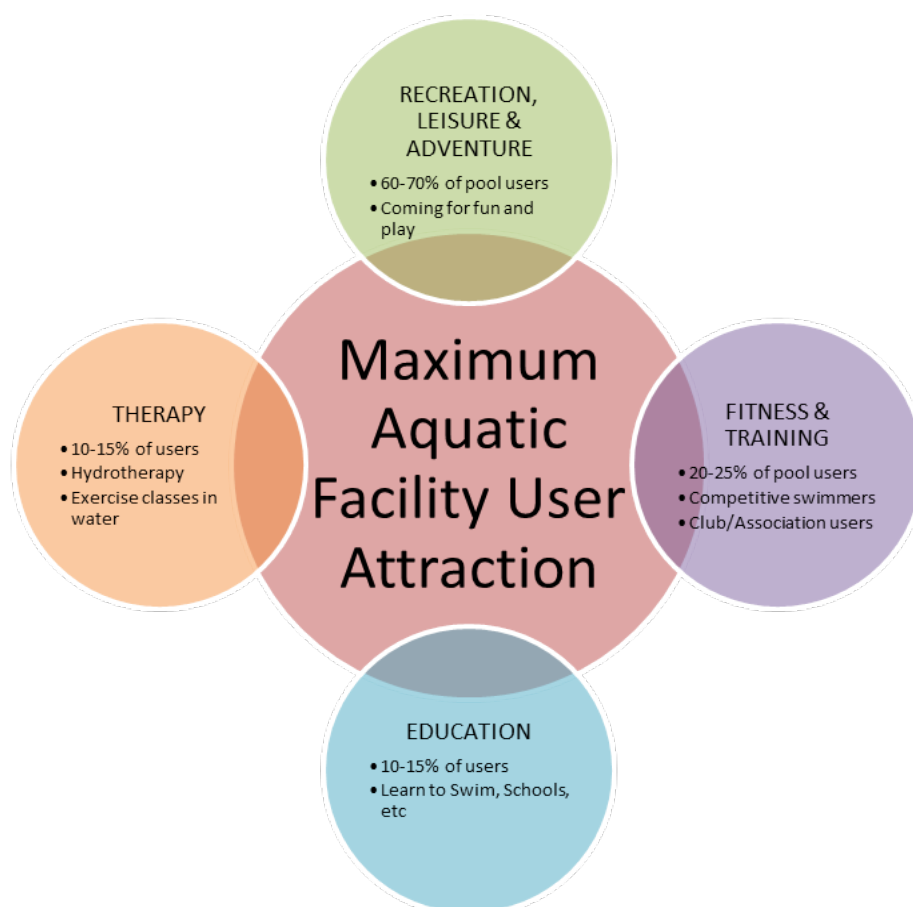 RECREATION,
LEISURE &
ADVENTURE
• 60-70% of pool users
• Coming for fun and
play
Maximum
Aquatic
Facility User
Attraction
THERAPY
• 10-15% of users
• Hydrotherapy
• Exercise classes in
water
FITNESS &
TRAINING
• 20-25% of pool users
• Competitive swimmers
• Club/Association users
EDUCATION
• 10-15% of users
• Learn to Swim, Schools,
etc